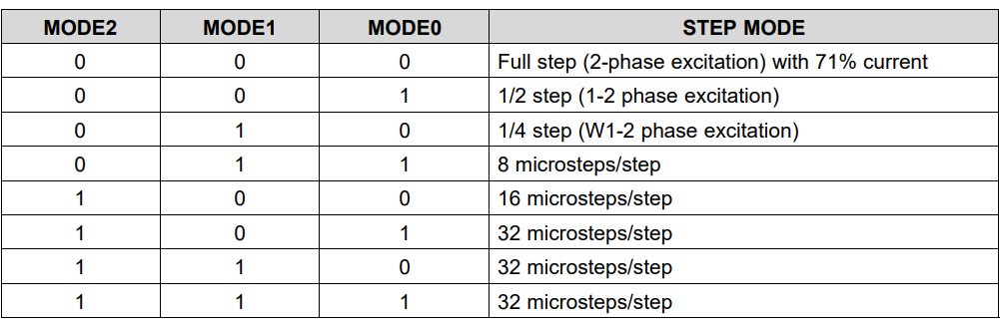 MODE2 MODE1 MODE0 STEP MODE
0 0 0 Full step (2-phase excitation) with 71% current
0 0 1 1/2 step (1-2 phase excitation)
0 1 0 1/4 step (W1-2 phase excitation)
0 1 1 8 microsteps/step
1 0 0 16 microsteps/step
1 0 1 32 microsteps/step
1 1 0 32 microsteps/step
1 1 1 32 microsteps/step